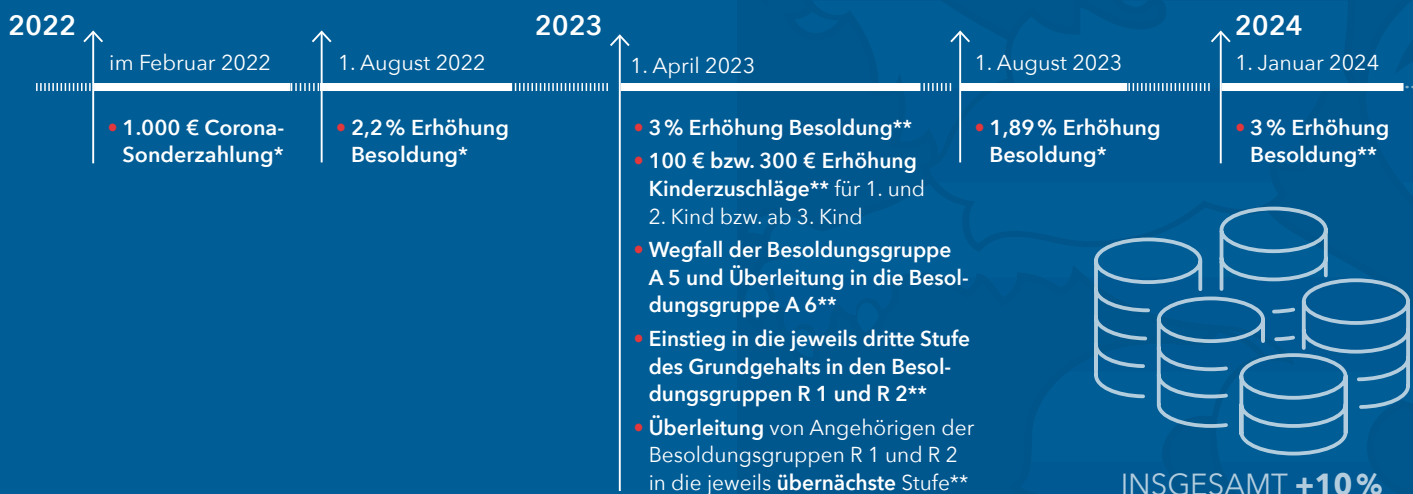 2022
im Februar 2022
• 1.000 € Corona-
Sonderzahlung*
1. August 2022
• 2,2 % Erhöhung
Besoldung*
2023
1. April 2023
• 3 % Erhöhung Besoldung**
• 100 € bzw. 300 € Erhöhung
Kinderzuschläge** für 1. und
2. Kind bzw. ab 3. Kind
• Wegfall der Besoldungsgruppe
A 5 und Überleitung in die Besol-
dungsgruppe A 6**
• Einstieg in die jeweils dritte Stufe
des Grundgehalts in den Besol-
dungsgruppen R 1 und R 2**
• Überleitung von Angehörigen der
Besoldungsgruppen R 1 und R 2
in die jeweils übernächste Stufe**
1. August 2023
• 1,89 % Erhöhung
Besoldung*
2024
1. Januar 2024
• 3 % Erhöhung
Besoldung**
INSGESAMT +10 %